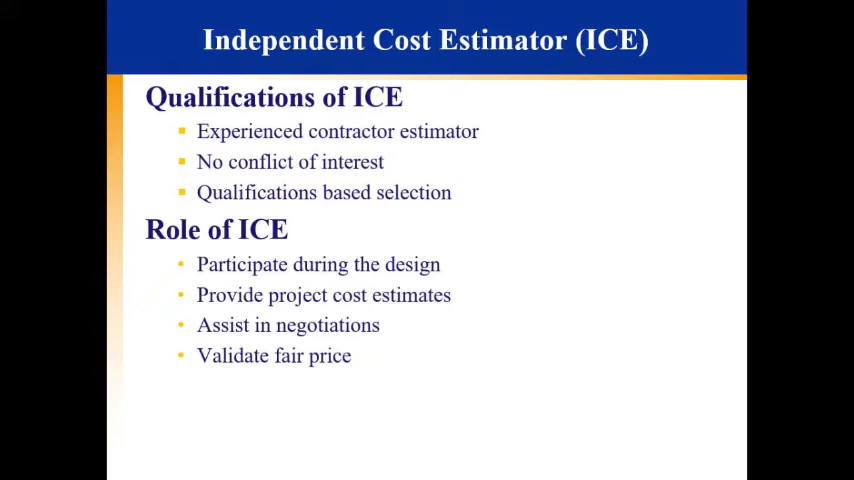 Independent Cost Estimator (ICE)
Qualifications of ICE
Experienced contractor estimator
No conflict of interest
Qualifications based selection
Role of ICE
Participate during the design
Provide project cost estimates
Assist in negotiations
Validate fair price